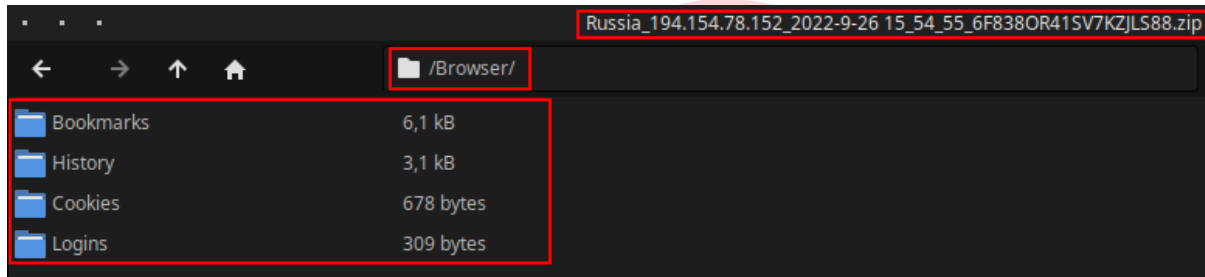 Russia_194.154.78.152_2022-9-26 15_54_55_6F838OR41SV7KZJLS88.zip
/Browser/
Bookmarks 6,1 kB
History 3,1 kB
Cookies 678 bytes
Logins 309 bytes